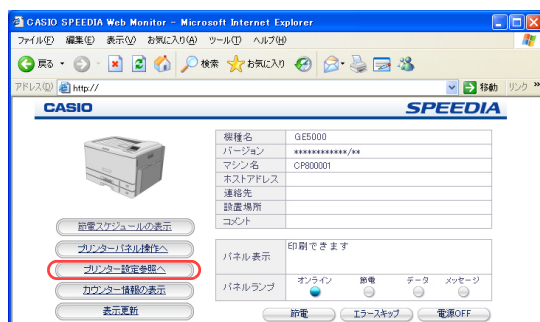 CASIO SPEEDIA Web Monitor - Microsoft Internet Explorer
ファイル(F) 編集(E) 表示(V) お気に入り(A) ツール(T) ヘルプ(H)
戻る 検索 お気に入り
アドレス(D) http:// 移動 リンク »
CASIO SPEEDIA
機種名 GE5000
バージョン ************/**
マシン名 CP800001
ホストアドレス
連絡先
設置場所
コメント
節電スケジュールの表示
プリンターパネル操作へ
プリンター設定参照へ
カウンター情報の表示
表示更新
パネル表示 印刷できます
パネルランプ オンライン 節電 データ メッセージ
節電 エラースキップ 電源OFF